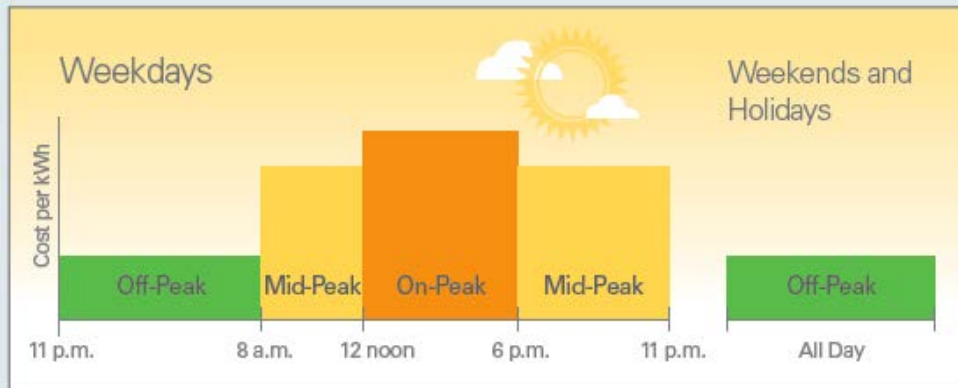 Weekdays
Weekends and
Holidays
Cost per kWh
Off-Peak
Mid-Peak
On-Peak
Mid-Peak
Off-Peak
11 p.m.
8 a.m.
12 noon
6 p.m.
11 p.m.
All Day